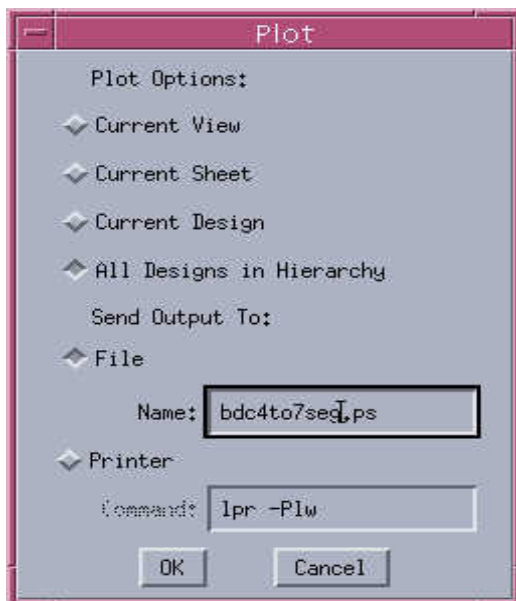 Plot
Plot Options:
Current View
Current Sheet
Current Design
All Designs in Hierarchy
Send Output To:
File
Name: bdc4to7seg.ps
Printer
Command: lpr -Plw
OK Cancel